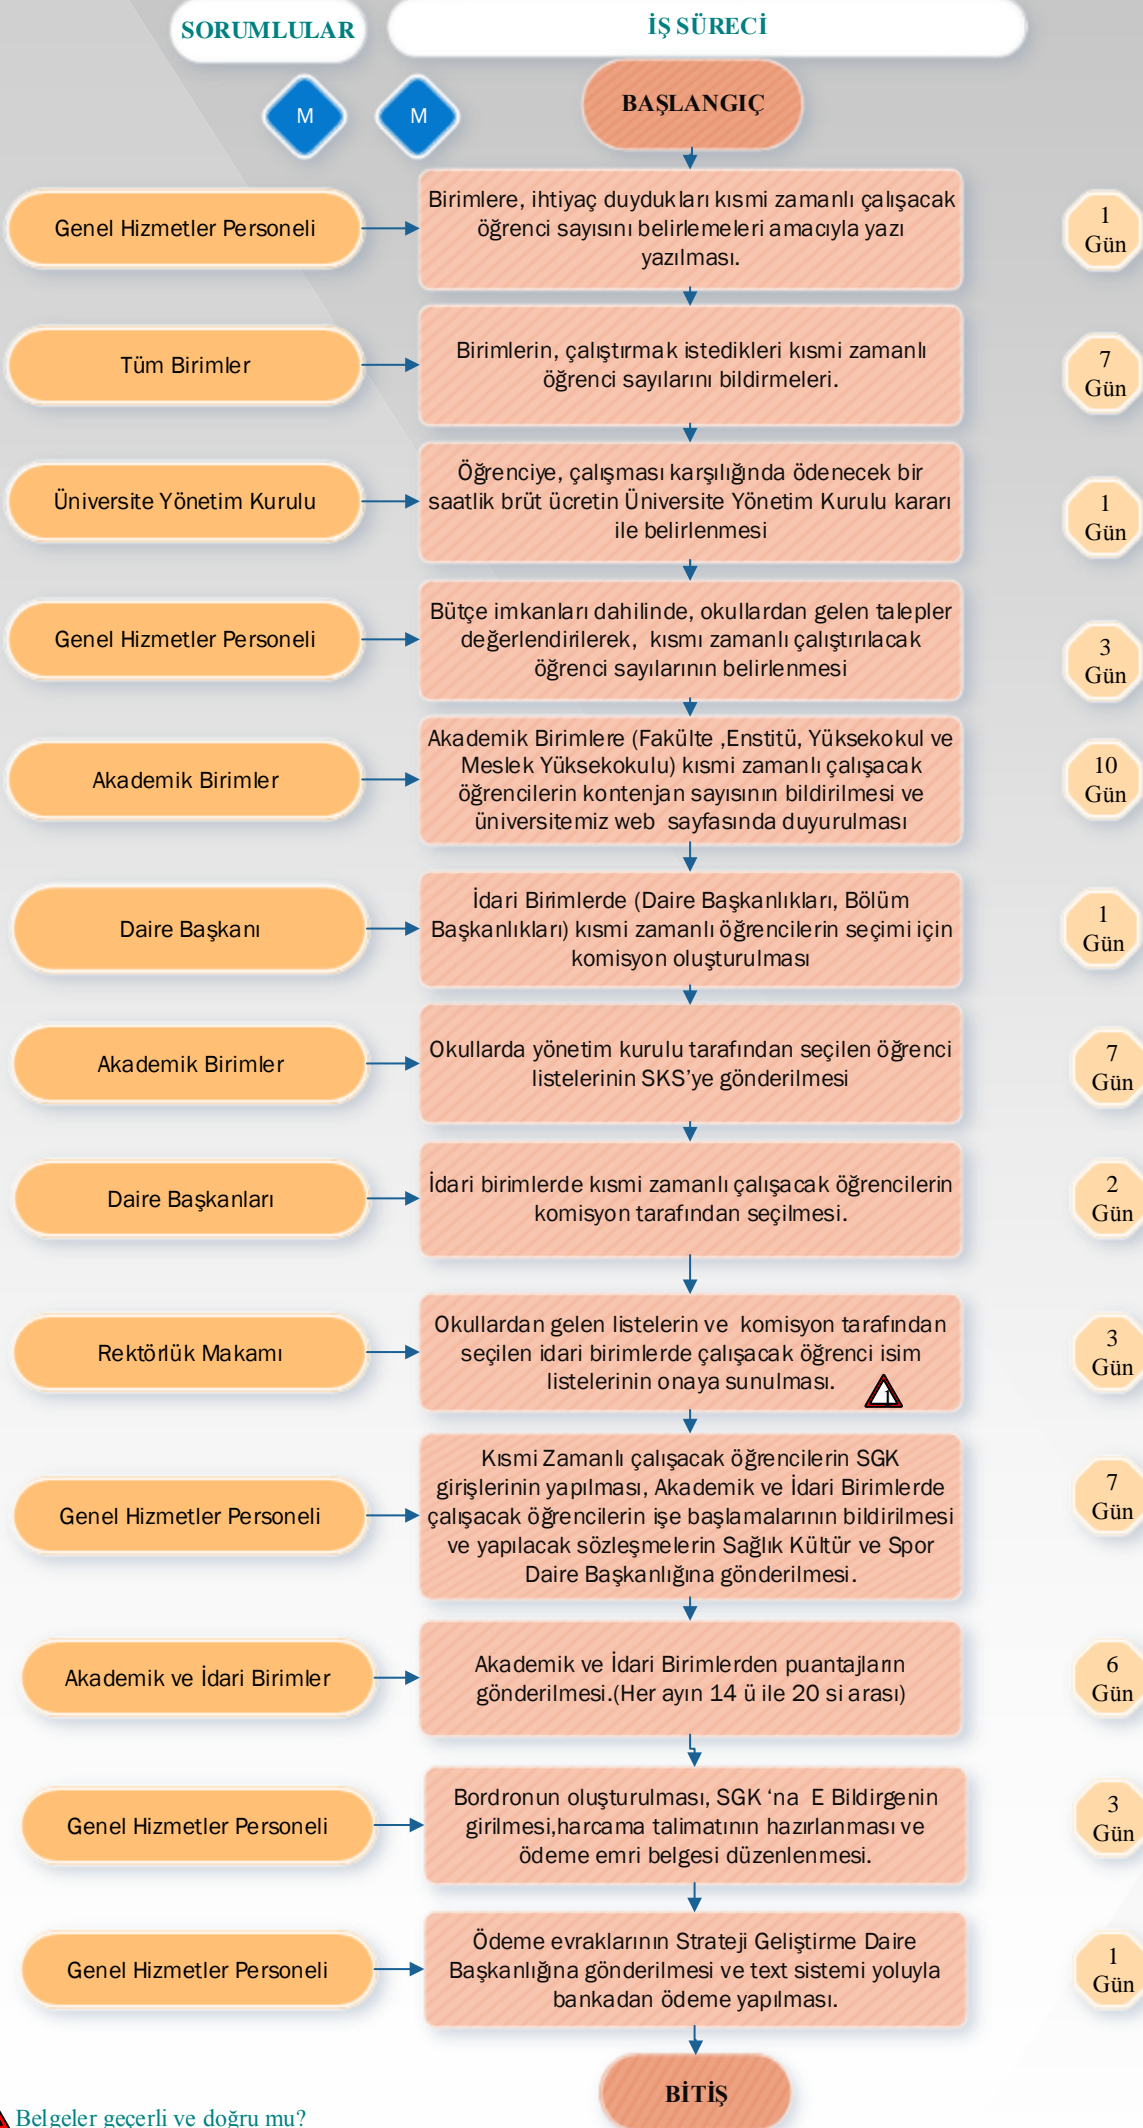 SORUMLULAR
İŞ SÜRECİ
M
M
BAŞLANGIÇ
Genel Hizmetler Personeli
Birimlere, ihtiyaç duydukları kısmi zamanlı çalışacak
öğrenci sayısını belirlemeleri amacıyla yazı
yazılması.
1
Gün
Tüm Birimler
Birimlerin, çalıştırmak istedikleri kısmi zamanlı
öğrenci sayılarını bildirmeleri.
7
Gün
Üniversite Yönetim Kurulu
Öğrenciye, çalışması karşılığında ödenecek bir
saatlik brüt ücretin Üniversite Yönetim Kurulu kararı
ile belirlenmesi
1
Gün
Genel Hizmetler Personeli
Bütçe imkanları dahilinde, okullardan gelen talepler
değerlendirilerek, kısmı zamanlı çalıştırılacak
öğrenci sayılarının belirlenmesi
3
Gün
Akademik Birimler
Akademik Birimlere (Fakülte ,Enstitü, Yüksekokul ve
Meslek Yüksekokulu) kısmi zamanlı çalışacak
öğrencilerin kontenjan sayısının bildirilmesi ve
üniversitemiz web sayfasında duyurulması
10
Gün
Daire Başkanı
İdari Birimlerde (Daire Başkanlıkları, Bölüm
Başkanlıkları) kısmi zamanlı öğrencilerin seçimi için
komisyon oluşturulması
1
Gün
Akademik Birimler
Okullarda yönetim kurulu tarafından seçilen öğrenci
listelerinin SKS’ye gönderilmesi
7
Gün
Daire Başkanları
İdari birimlerde kısmi zamanlı çalışacak öğrencilerin
komisyon tarafından seçilmesi.
2
Gün
Rektörlük Makamı
Okullardan gelen listelerin ve komisyon tarafından
seçilen idari birimlerde çalışacak öğrenci isim
listelerinin onaya sunulması.
1
3
Gün
Genel Hizmetler Personeli
Kısmi Zamanlı çalışacak öğrencilerin SGK
girişlerinin yapılması, Akademik ve İdari Birimlerde
çalışacak öğrencilerin işe başlamalarının bildirilmesi
ve yapılacak sözleşmelerin Sağlık Kültür ve Spor
Daire Başkanlığına gönderilmesi.
7
Gün
Akademik ve İdari Birimler
Akademik ve İdari Birimlerden puantajların
gönderilmesi.(Her ayın 14 ü ile 20 si arası)
6
Gün
Genel Hizmetler Personeli
Bordronun oluşturulması, SGK ‘na E Bildirgenin
girilmesi,harcama talimatının hazırlanması ve
ödeme emri belgesi düzenlenmesi.
3
Gün
Genel Hizmetler Personeli
Ödeme evraklarının Strateji Geliştirme Daire
Başkanlığına gönderilmesi ve text sistemi yoluyla
bankadan ödeme yapılması.
1
Gün
BİTİŞ
Belgeler geçerli ve doğru mu?